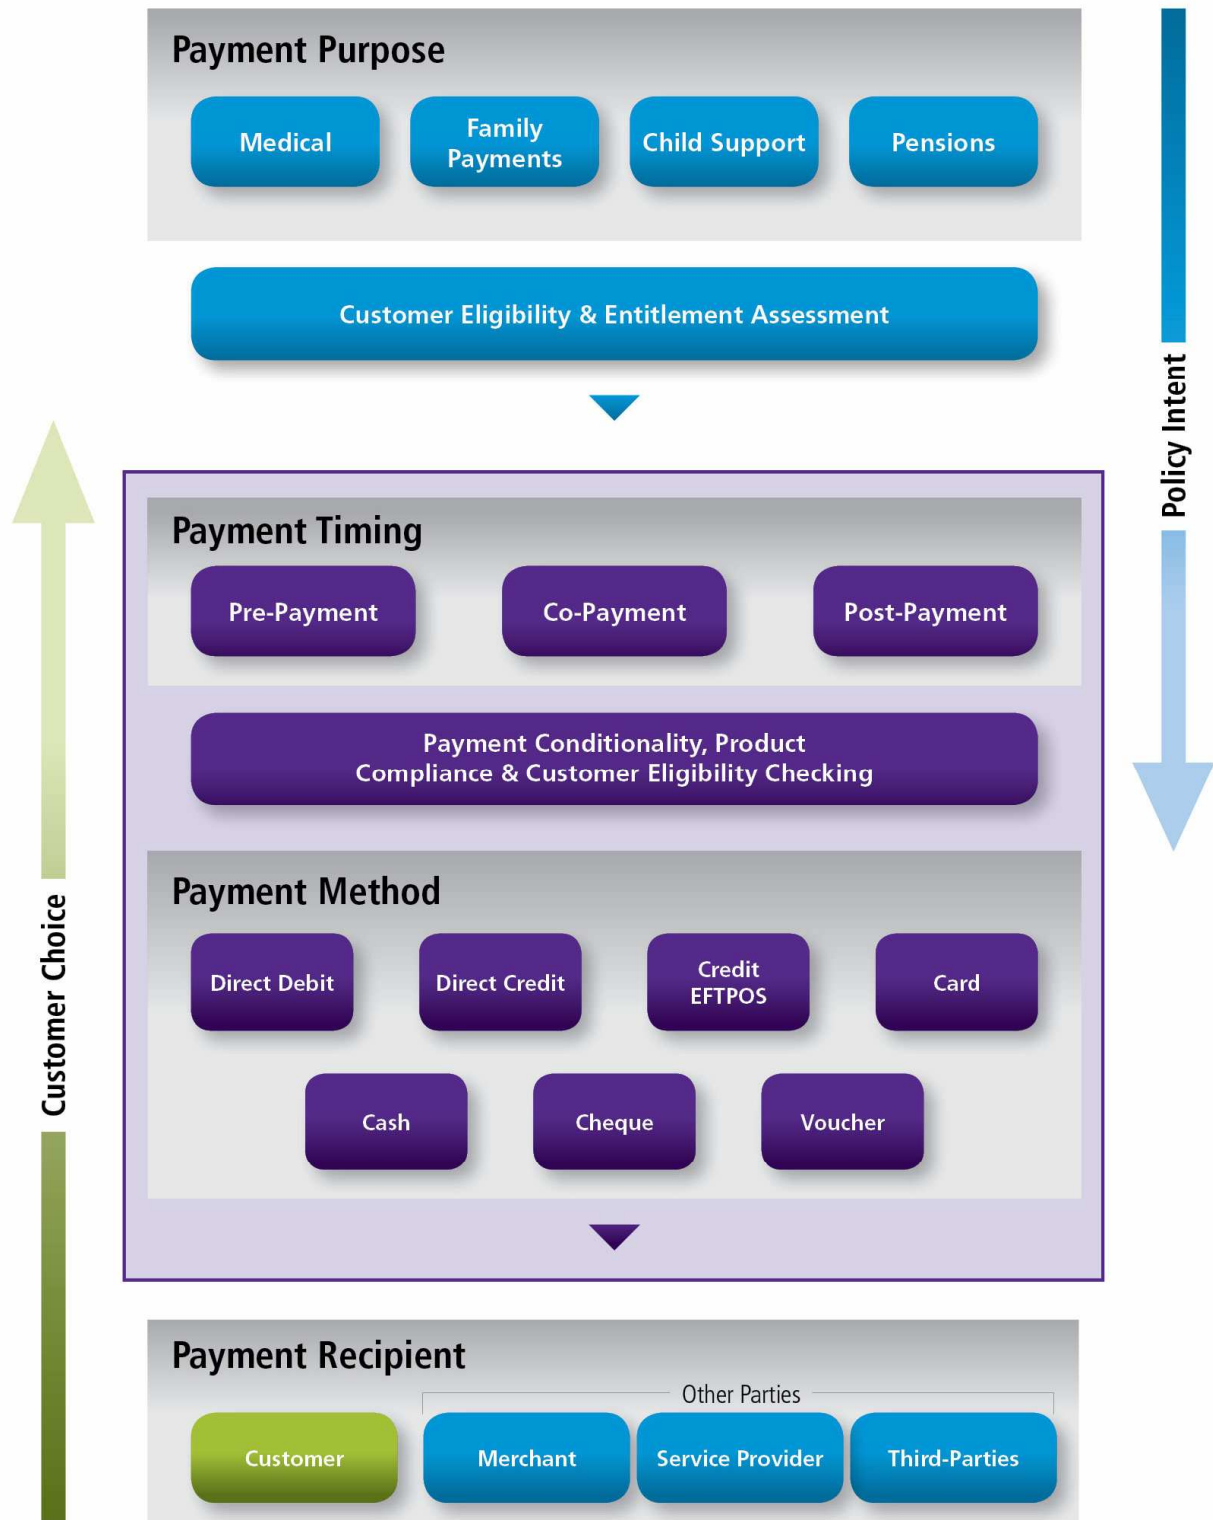 Payment Purpose
Medical
Family
Payments
Child Support
Pensions
Customer Eligibility & Entitlement Assessment
Policy Intent
Payment Timing
Pre-Payment
Co-Payment
Post-Payment
Payment Conditionality, Product
Compliance & Customer Eligibility Checking
Customer Choice
Payment Method
Direct Debit
Direct Credit
Credit
EFTPOS
Card
Cash
Cheque
Voucher
Payment Recipient
Other Parties
Customer
Merchant
Service Provider
Third-Parties